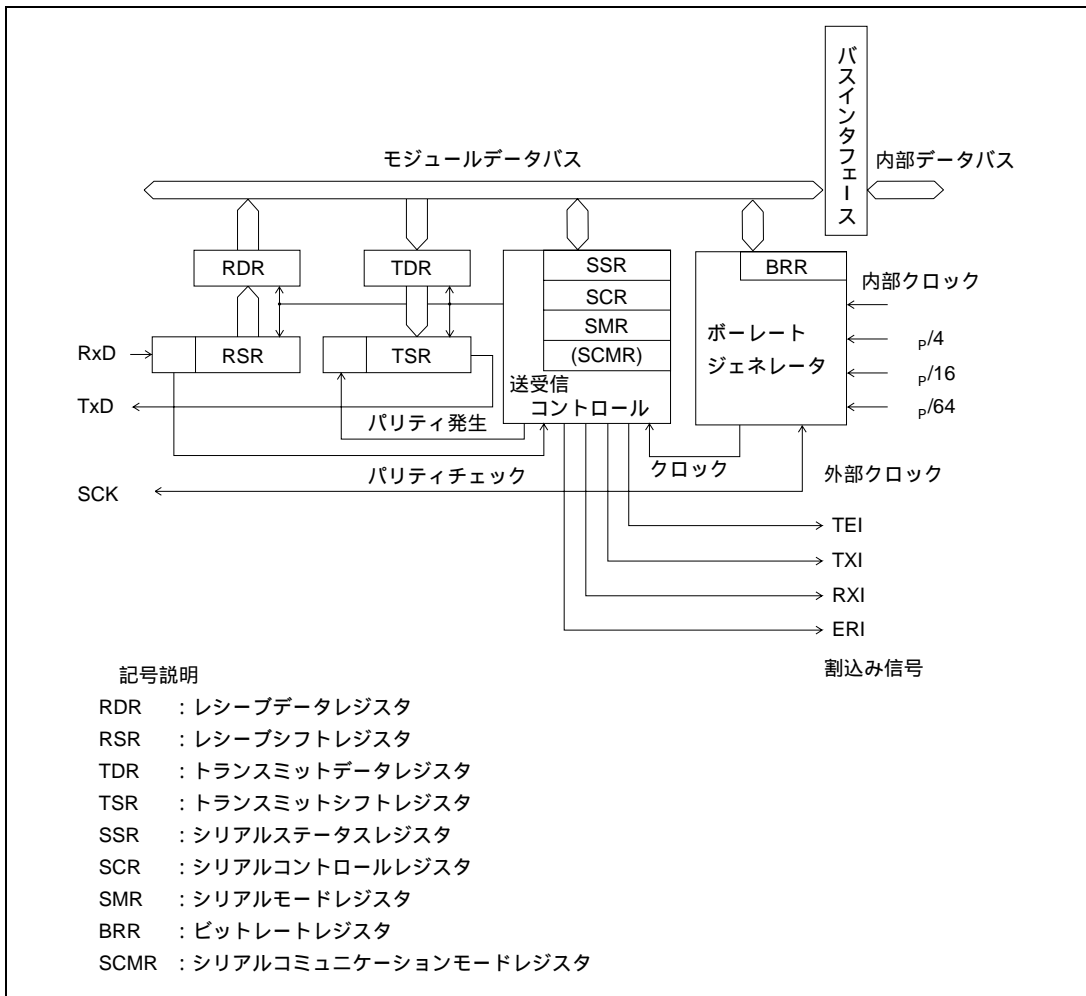 バスインタフェース
モジュールデータバス
内部データバス
RDR
TDR
SSR
SCR
SMR
(SCMR)
BRR
内部クロック
P/4
P/16
P/64
ボーレート
ジェネレータ
RxD
RSR
TSR
TxD
送受信
コントロール
パリティ発生
パリティチェック
クロック
外部クロック
SCK
TEI
TXI
RXI
ERI
割込み信号
記号説明
RDR :レシーブデータレジスタ
RSR :レシーブシフトレジスタ
TDR :トランスミットデータレジスタ
TSR :トランスミットシフトレジスタ
SSR :シリアルステータスレジスタ
SCR :シリアルコントロールレジスタ
SMR :シリアルモードレジスタ
BRR :ビットレートレジスタ
SCMR :シリアルコミュニケーションモードレジスタ